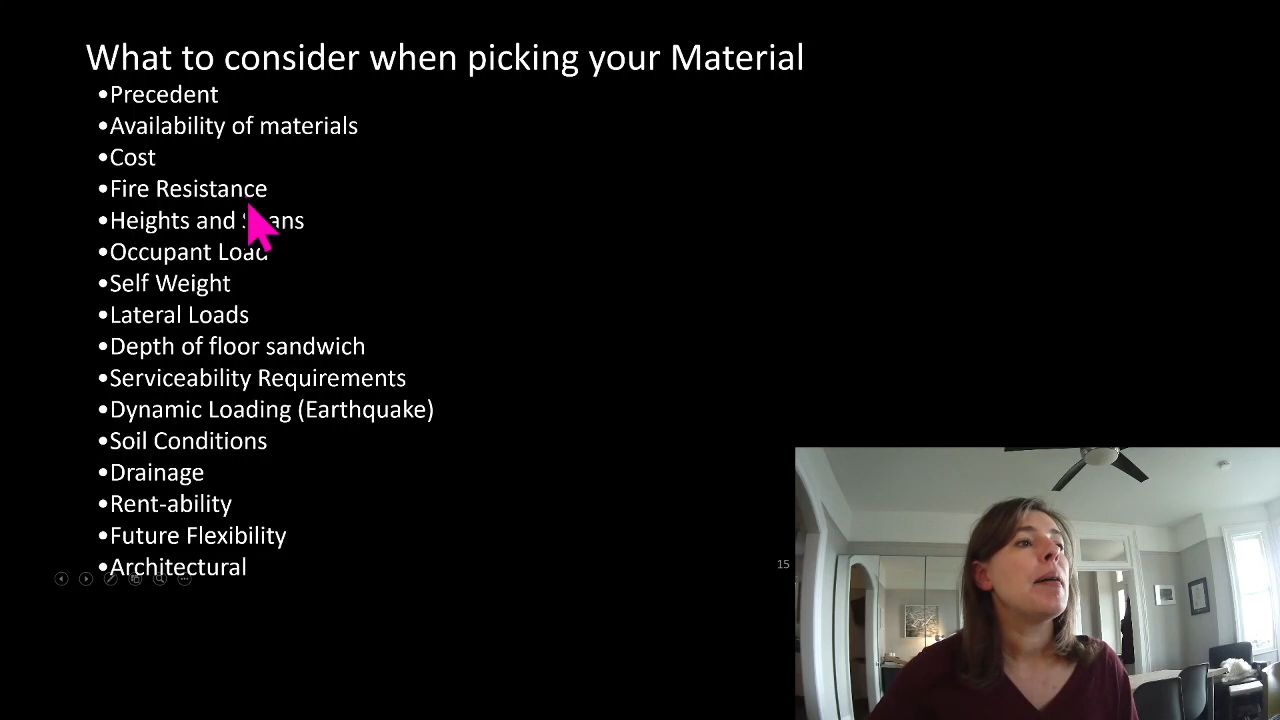 What to consider when picking your Material
•Precedent
•Availability of materials
•Cost
•Fire Resistance
•Heights and Spans
•Occupant Load
•Self Weight
•Lateral Loads
•Depth of floor sandwich
•Serviceability Requirements
•Dynamic Loading (Earthquake)
•Soil Conditions
•Drainage
•Rent-ability
•Future Flexibility
•Architectural
15